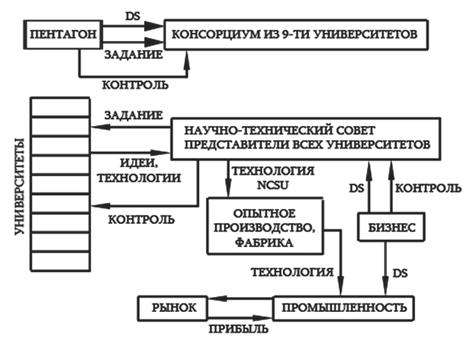 DS
ПЕНТАГОН
КОНСОРЦИУМ ИЗ 9-ТИ УНИВЕРСИТЕТОВ
ЗАДАНИЕ
КОНТРОЛЬ
УНИВЕРСИТЕТЫ
ЗАДАНИЕ
НАУЧНО-ТЕХНИЧЕСКИЙ СОВЕТ
ПРЕДСТАВИТЕЛИ ВСЕХ УНИВЕРСИТЕТОВ
ИДЕИ,
ТЕХНОЛОГИИ
ТЕХНОЛОГИЯ
NCSU
DS
КОНТРОЛЬ
КОНТРОЛЬ
ОПЫТНОЕ
ПРОИЗВОДСТВО,
ФАБРИКА
БИЗНЕС
ТЕХНОЛОГИЯ
DS
РЫНОК
ПРОМЫШЛЕННОСТЬ
ПРИБЫЛЬ